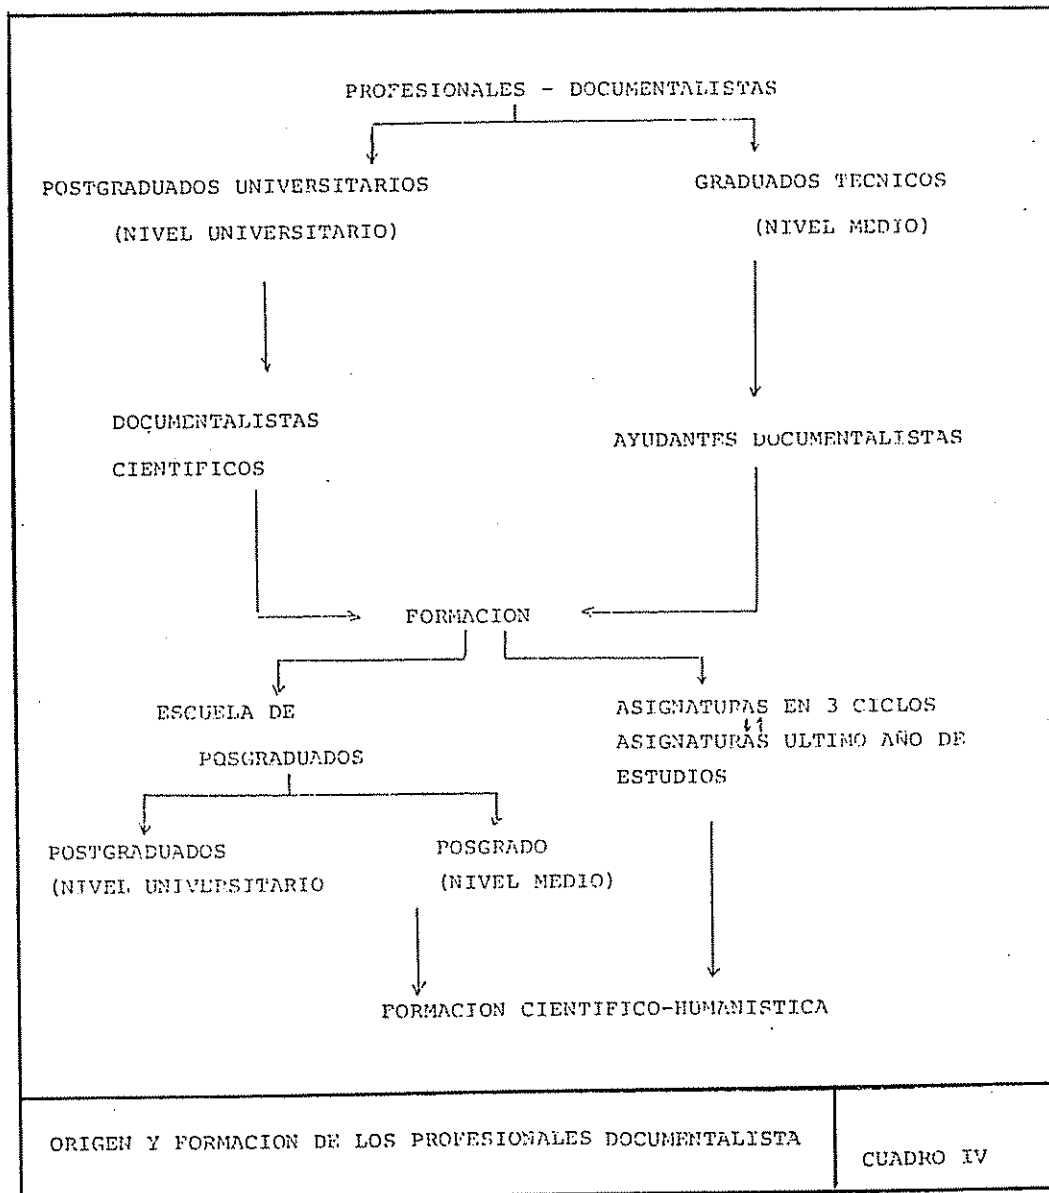 PROFESIONALES - DOCUMENTALISTAS
POSTGRADUADOS UNIVERSITARIOS
(NIVEL UNIVERSITARIO)
GRADUADOS TECNICOS
(NIVEL MEDIO)
DOCUMENTALISTAS
CIENTIFICOS
AYUDANTES DOCUMENTALISTAS
FORMACION
ESCUELA DE
POSGRADUADOS
ASIGNATURAS EN 3 CICLOS
ASIGNATURAS ULTIMO AÑO DE
ESTUDIOS
POSTGRADUADOS
(NIVEL UNIVERSITARIO
POSGRADO
(NIVEL MEDIO)
FORMACION CIENTIFICO-HUMANISTICA
ORIGEN Y FORMACION DE LOS PROFESIONALES DOCUMENTALISTA
CUADRO IV